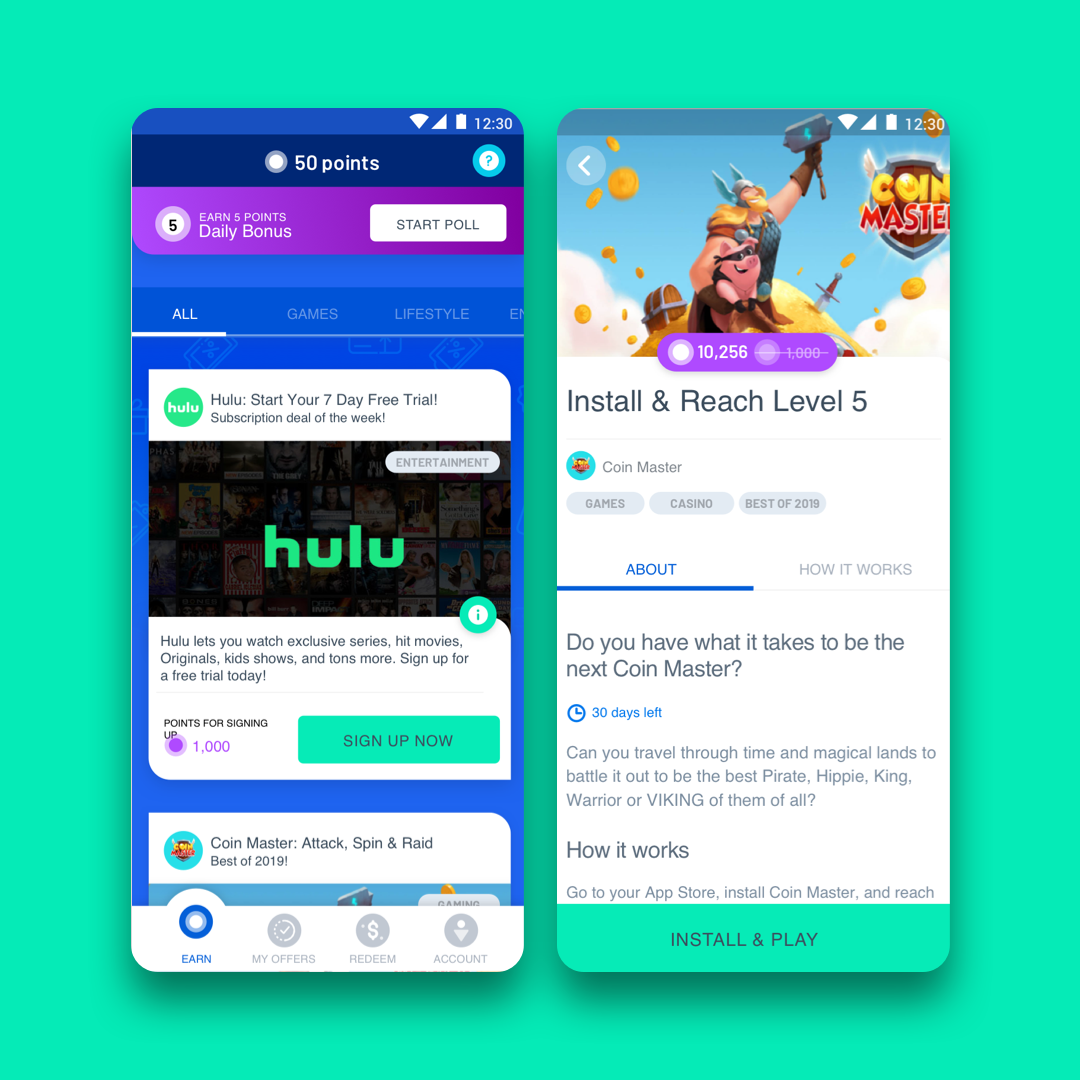 12:30
50 points
?
5
EARN 5 POINTS
Daily Bonus
START POLL
ALL
GAMES
LIFESTYLE
EN
hulu
Hulu: Start Your 7 Day Free Trial!
Subscription deal of the week!
ENTERTAINMENT
hulu
i
Hulu lets you watch exclusive series, hit movies,
Originals, kids shows, and tons more. Sign up for
a free trial today!
POINTS FOR SIGNING
UP
1,000
SIGN UP NOW
COIN
MASTER
Coin Master: Attack, Spin & Raid
Best of 2019!
GAMING
EARN
MY OFFERS
REDEEM
ACCOUNT
12:30
COIN
MASTER
10,256
1,000
Install & Reach Level 5
Coin Master
GAMES
CASINO
BEST OF 2019
ABOUT
HOW IT WORKS
Do you have what it takes to be the
next Coin Master?
30 days left
Can you travel through time and magical lands to
battle it out to be the best Pirate, Hippie, King,
Warrior or VIKING of them of all?
How it works
Go to your App Store, install Coin Master, and reach
INSTALL & PLAY